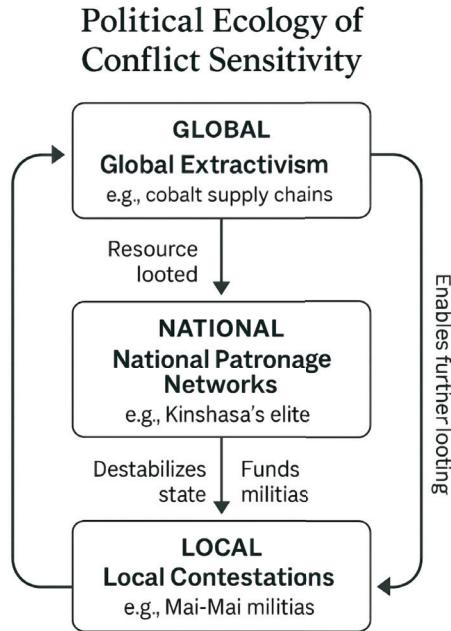 Political Ecology of
Conflict Sensitivity
GLOBAL
Global Extractivism
e.g., cobalt supply chains
Resource
looted
NATIONAL
National Patronage
Networks
e.g., Kinshasa's elite
Destabilizes
state
Funds
militias
LOCAL
Local Contestations
e.g., Mai-Mai militias
Enables further looting